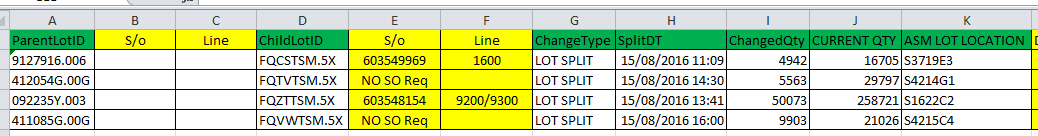 A B C D E F G H I J K
ParentLotID S/o Line ChildLotID S/o Line ChangeType SplitDT ChangedQty CURRENT QTY ASM LOT LOCATION
9127916.006 FQCSTSM.5X 603549969 1600 LOT SPLIT 15/08/2016 11:09 4942 16705 S3719E3
412054G.00G FQTVTSM.5X NO SO Req LOT SPLIT 15/08/2016 14:30 5563 29797 S4214G1
092235Y.003 FQZTTSM.5X 603548154 9200/9300 LOT SPLIT 15/08/2016 13:41 50073 258721 S1622C2
411085G.00G FQVWTSM.5X NO SO Req LOT SPLIT 15/08/2016 16:00 9903 21026 S4215C4